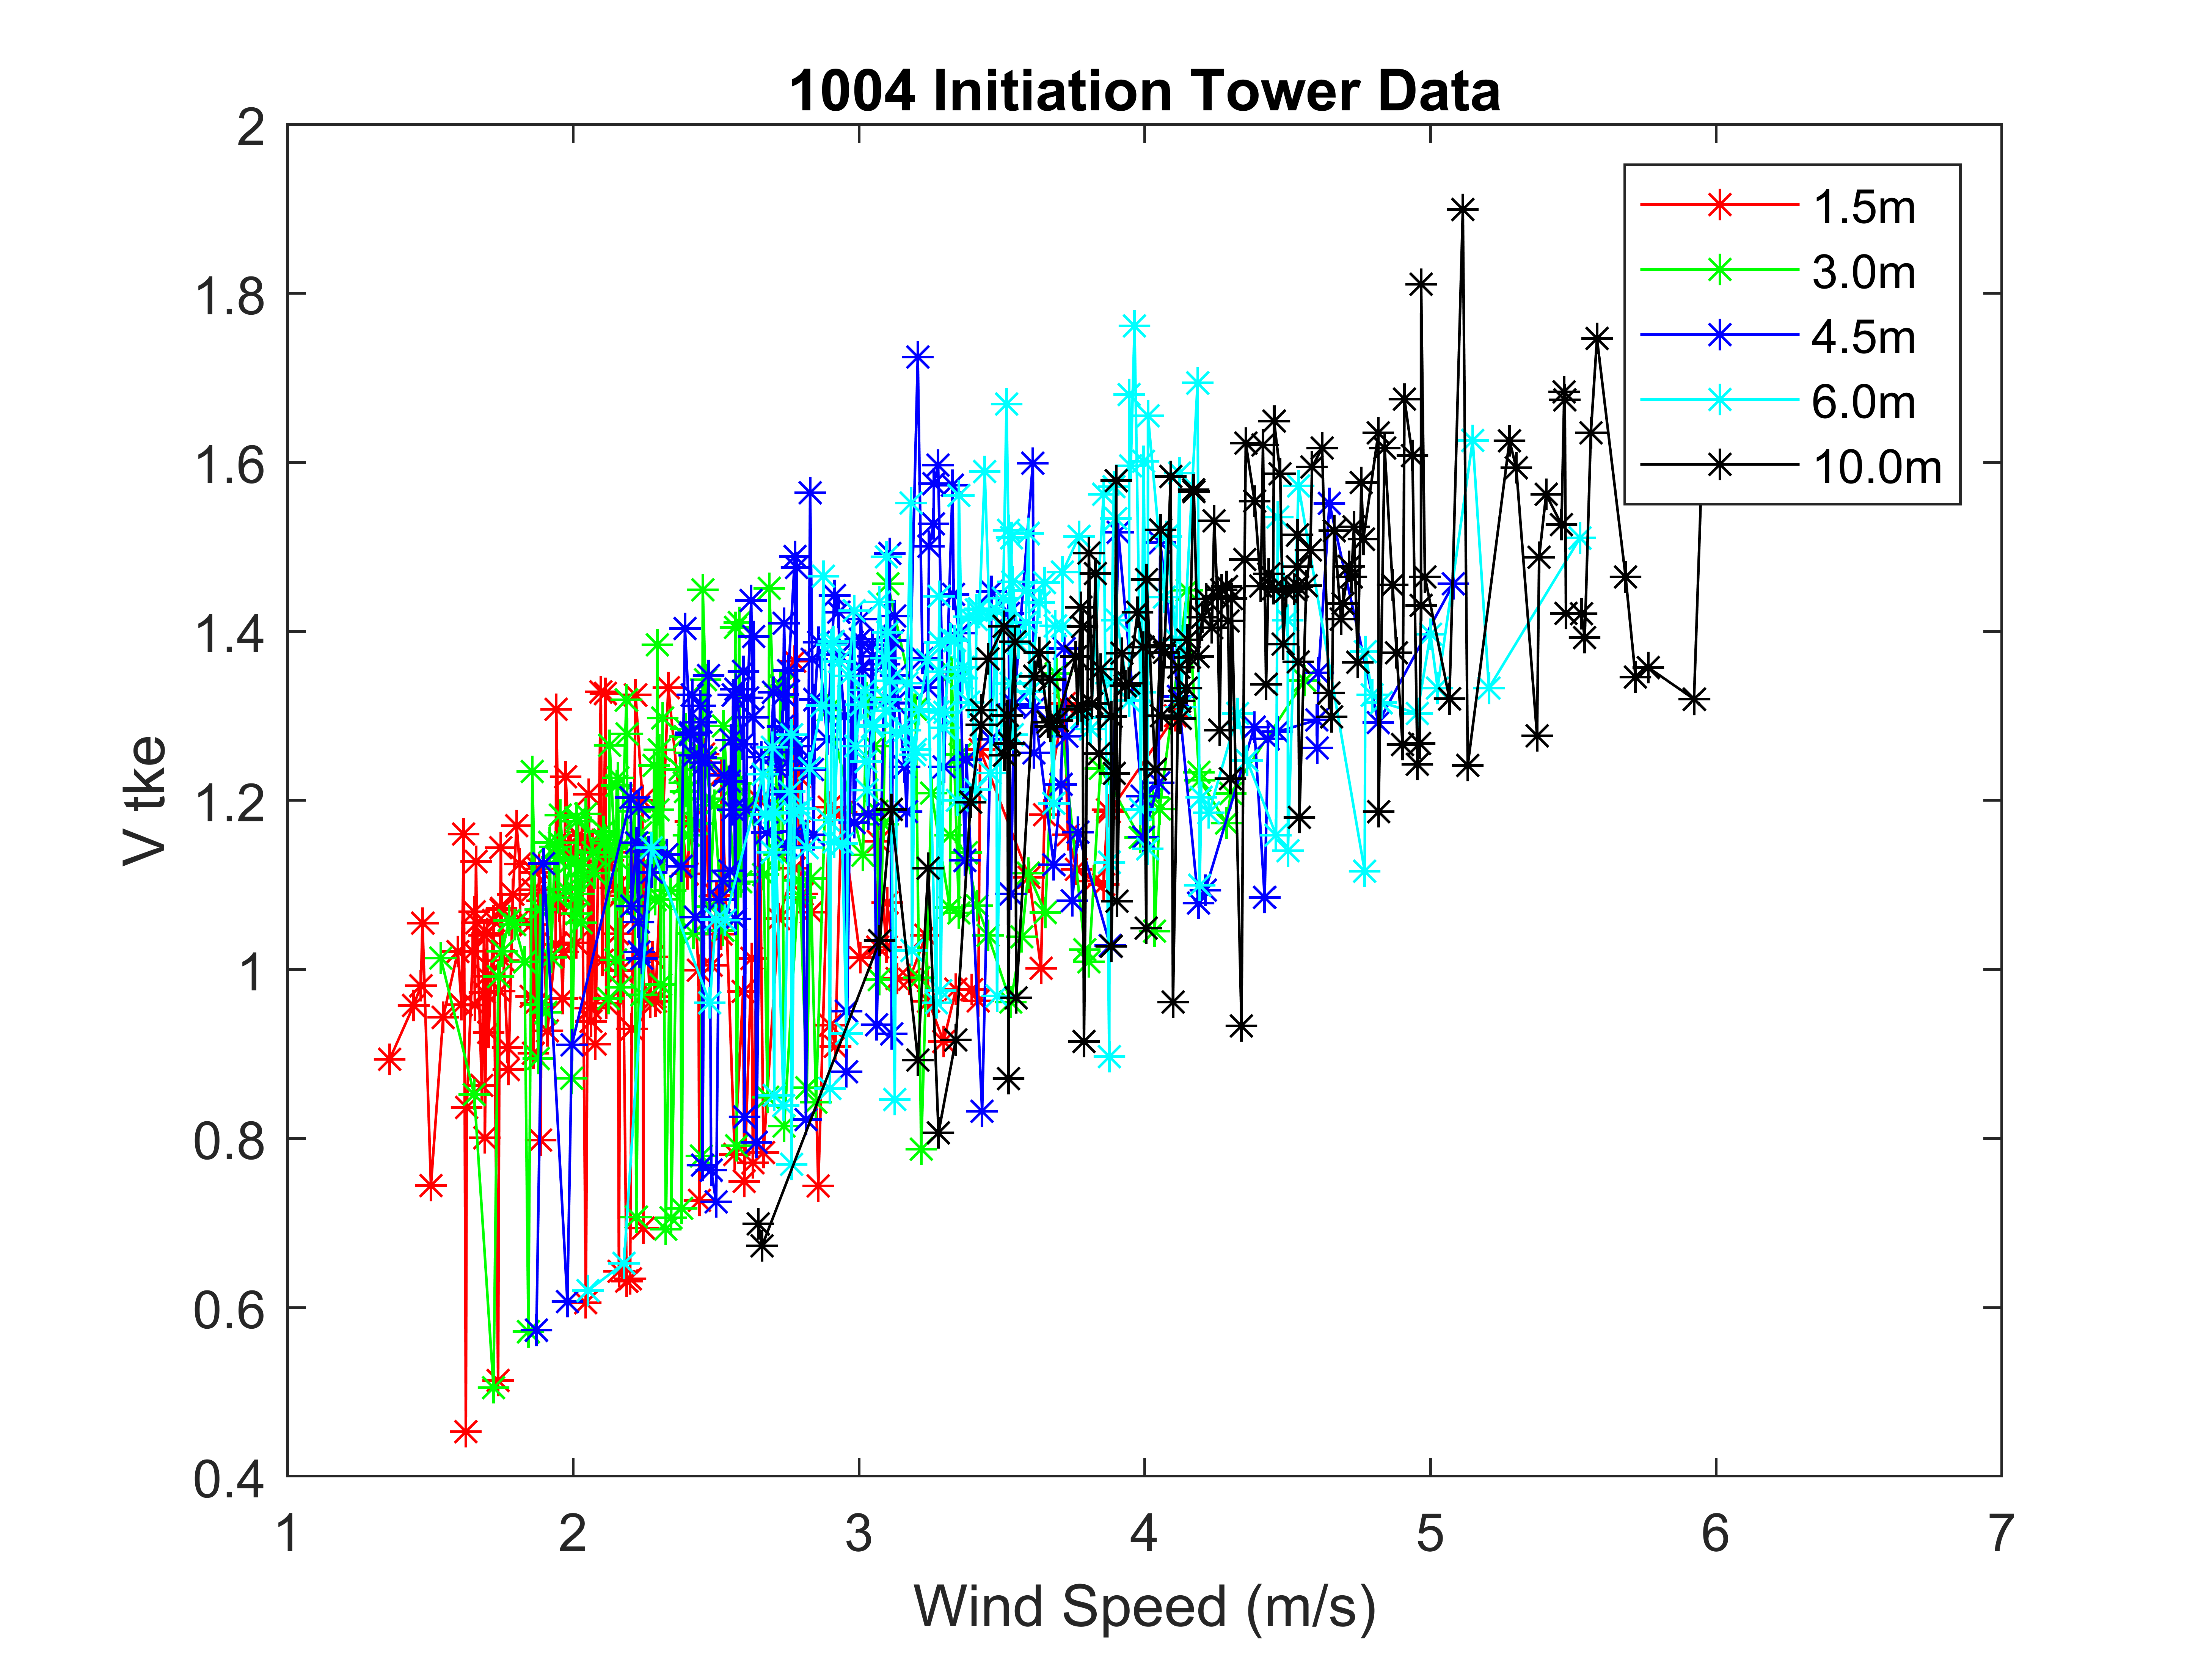 1004 Initiation Tower Data
2
1.8
1.6
1.4
1.2
1
0.8
0.6
0.4
V tke
1.5m
3.0m
4.5m
6.0m
10.0m
1 2 3 4 5 6 7
Wind Speed (m/s)